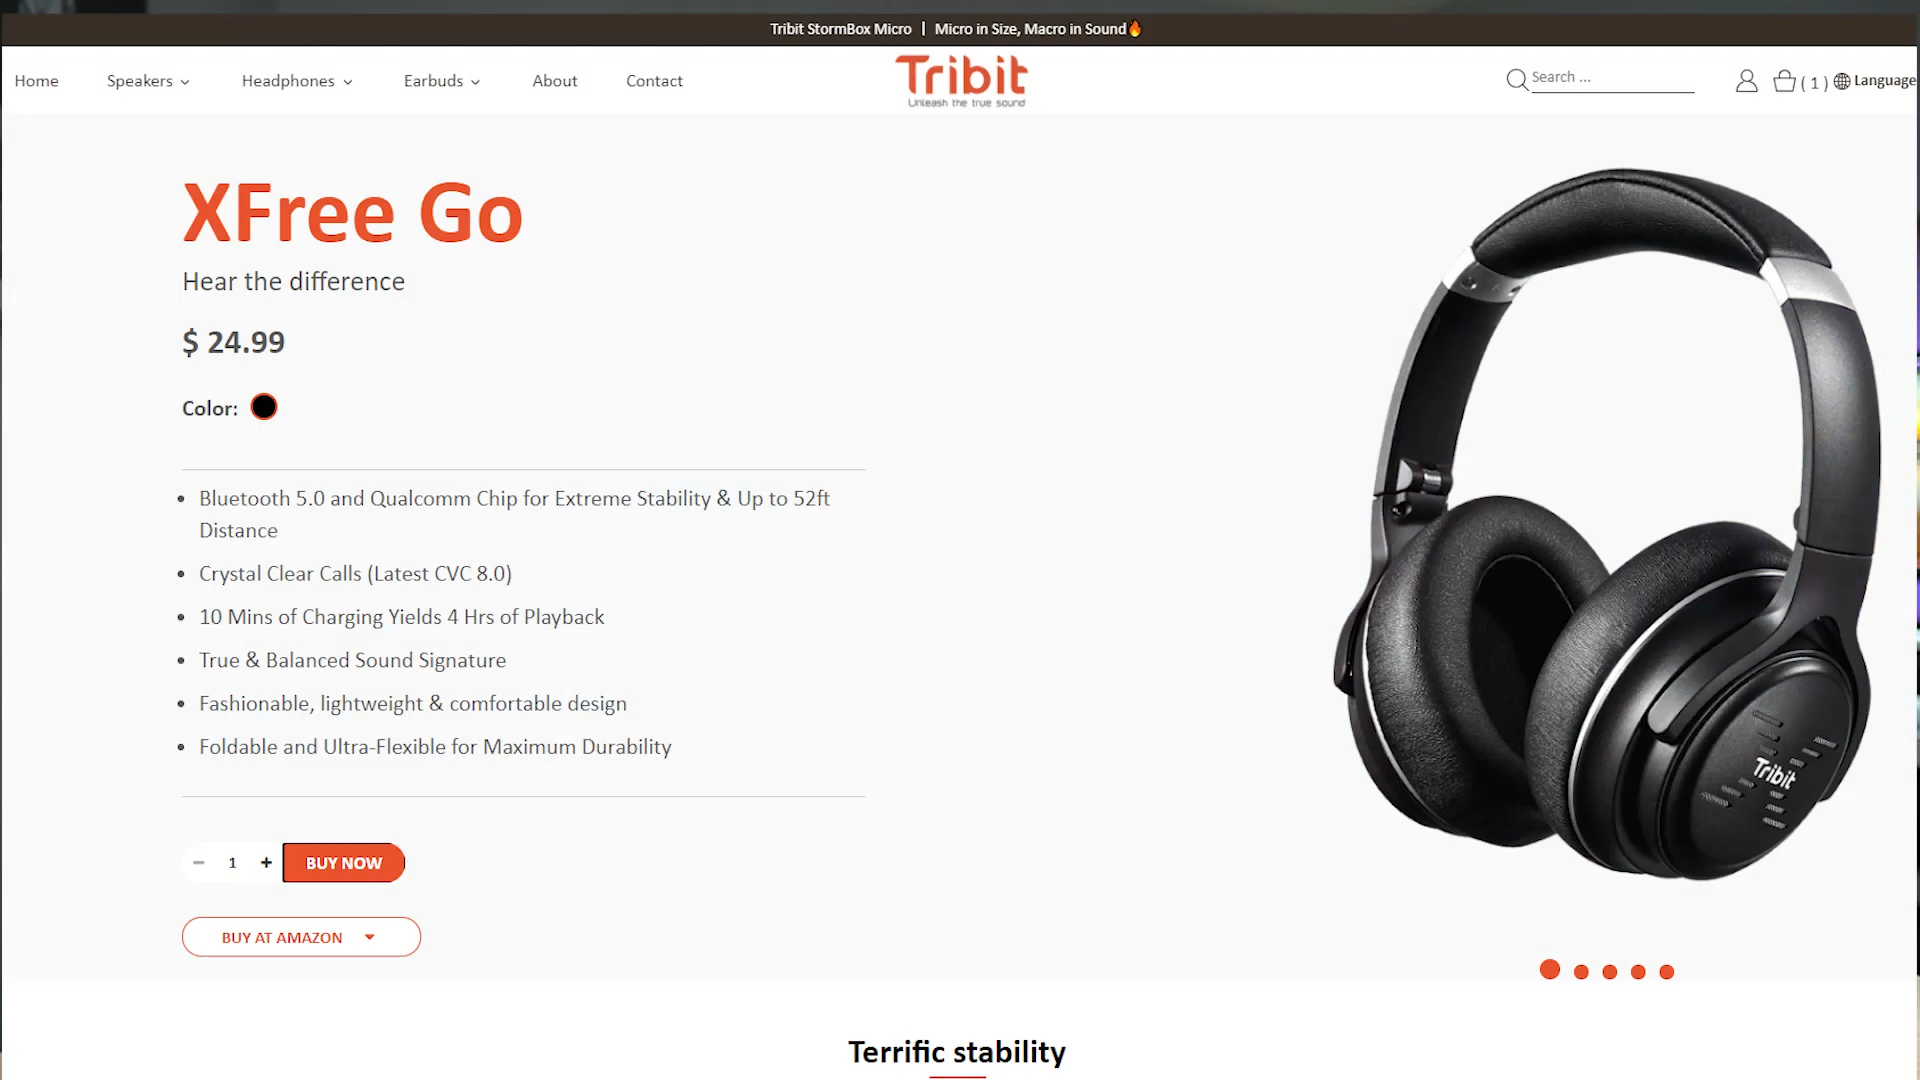 Tribit StormBox Micro | Micro in Size, Macro in Sound🔥
Home Speakers Headphones Earbuds About Contact
Tribit
Unleash the true sound
Search ...
( 1 ) Language
XFree Go
Hear the difference
$ 24.99
Color:
• Bluetooth 5.0 and Qualcomm Chip for Extreme Stability & Up to 52ft
Distance
• Crystal Clear Calls (Latest CVC 8.0)
• 10 Mins of Charging Yields 4 Hrs of Playback
• True & Balanced Sound Signature
• Fashionable, lightweight & comfortable design
• Foldable and Ultra-Flexible for Maximum Durability
− 1 + BUY NOW
BUY AT AMAZON
Tribit
Terrific stability